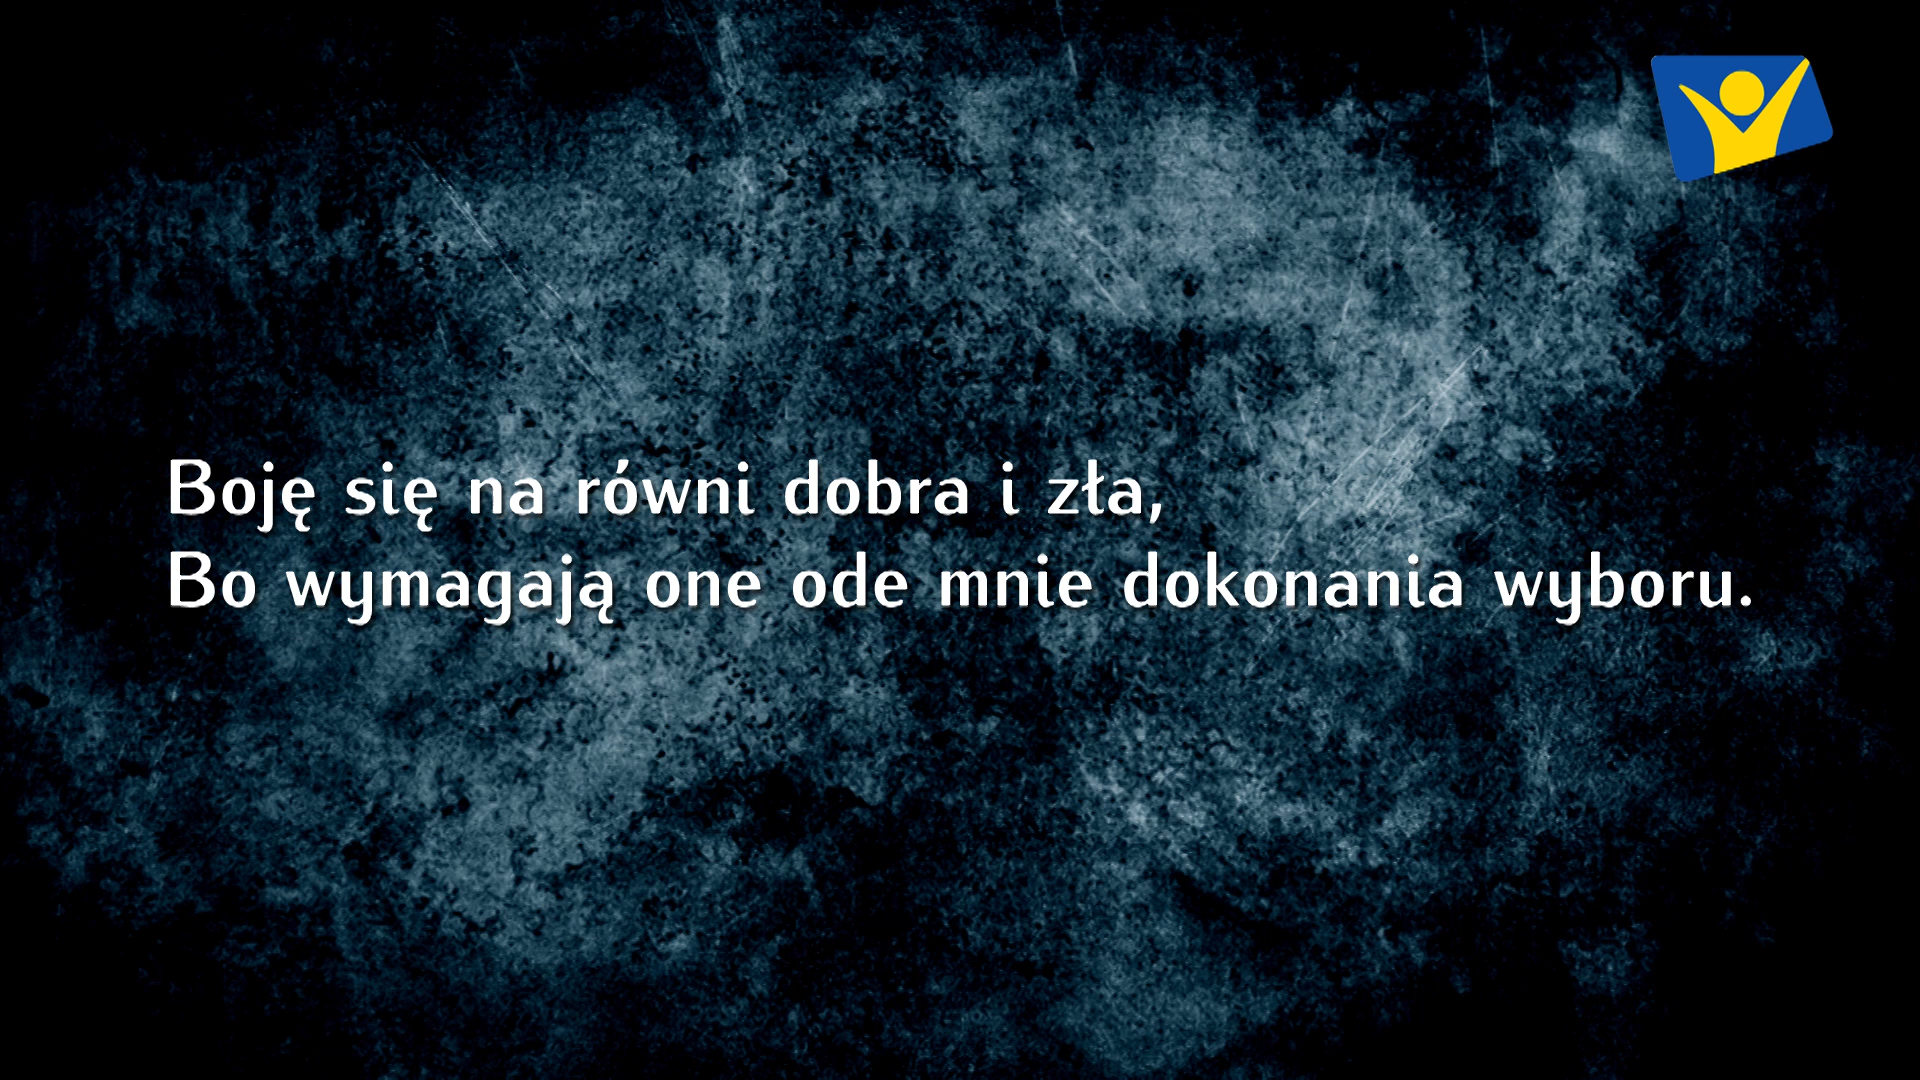 Boję się na równi dobra i zła,
Bo wymagają one ode mnie dokonania wyboru.